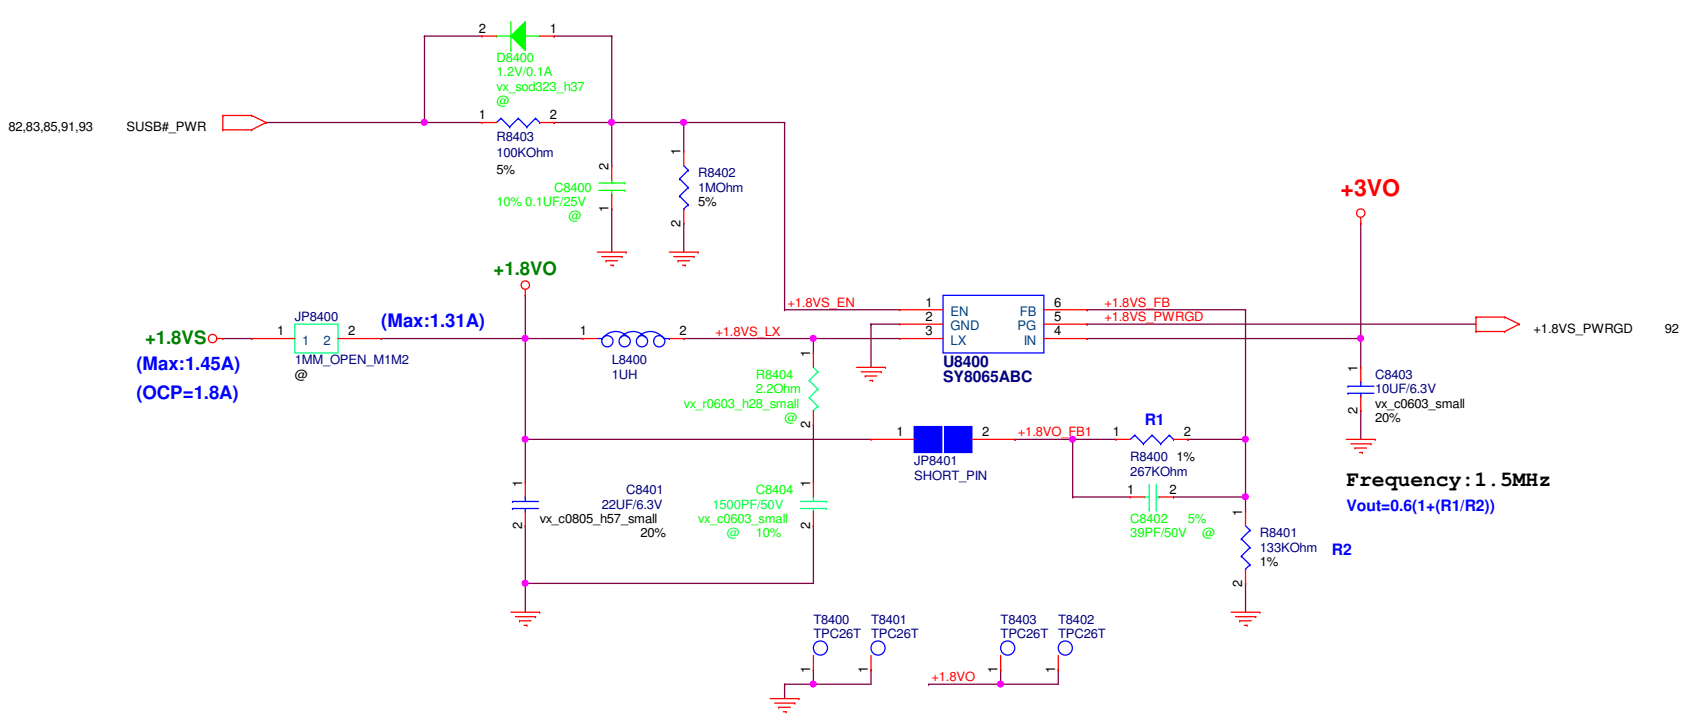 2 1
D8400
1.2V/0.1A
vx_sod323_h37
@
82,83,85,91,93 SUSB#_PWR
1 2
R8403
100KOhm
5%
2
C8400
10% 0.1UF/25V
@
1
1
R8402
1MOhm
5%
2
+3VO
+1.8VO
+1.8VS
(Max:1.45A)
(OCP=1.8A)
JP8400
1 2
1 2
1MM_OPEN_M1M2
@
(Max:1.31A)
1 2
L8400
1UH
+1.8VS_LX
+1.8VS_EN
1 EN FB 6
2 GND PG 5
3 LX IN 4
U8400
SY8065ABC
+1.8VS_FB
+1.8VS_PWRGD
+1.8VS_PWRGD 92
1
R8404
2.2Ohm
vx_r0603_h28_small
@
2
1
C8403
10UF/6.3V
vx_c0603_small
2
20%
1 2
JP8401
SHORT_PIN
+1.8VO_FB1
R1
1 2
R8400 1%
267KOhm
1 2
C8402 5%
39PF/50V @
1
C8401
22UF/6.3V
vx_c0805_h57_small
2
20%
1
C8404
1500PF/50V
vx_c0603_small
2
@ 10%
1
R8401
133KOhm
1%
2
R2
Frequency:1.5MHz
Vout=0.6(1+(R1/R2))
T8400 T8401
TPC26T TPC26T
1 1
T8403 T8402
TPC26T TPC26T
1 1
+1.8VO